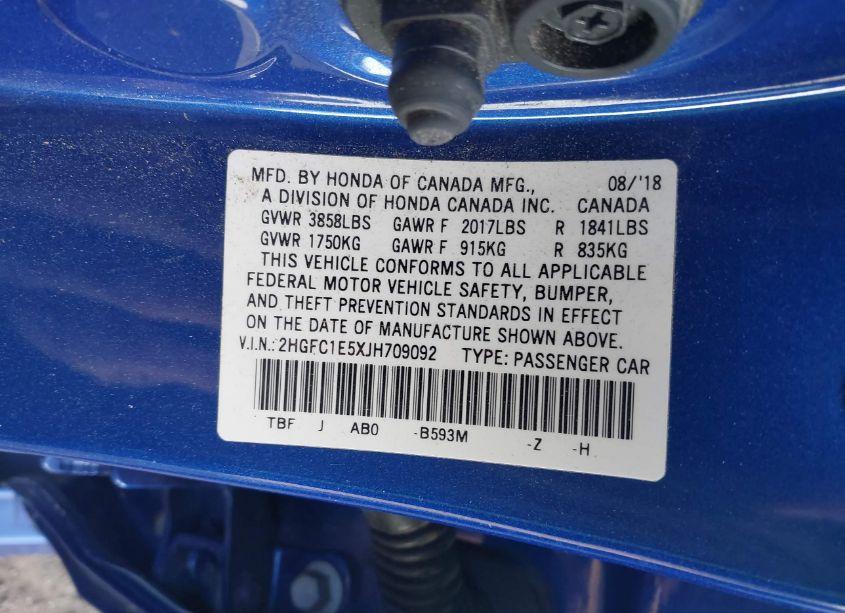 MFD. BY HONDA OF CANADA MFG., 08/'18
A DIVISION OF HONDA CANADA INC. CANADA
GVWR 3858LBS GAWR F 2017LBS R 1841LBS
GVWR 1750KG GAWR F 915KG R 835KG
THIS VEHICLE CONFORMS TO ALL APPLICABLE
FEDERAL MOTOR VEHICLE SAFETY, BUMPER,
AND THEFT PREVENTION STANDARDS IN EFFECT
ON THE DATE OF MANUFACTURE SHOWN ABOVE.
V.I.N.: 2HGFC1E5XJH709092 TYPE: PASSENGER CAR
TBF J AB0 -B593M -Z -H